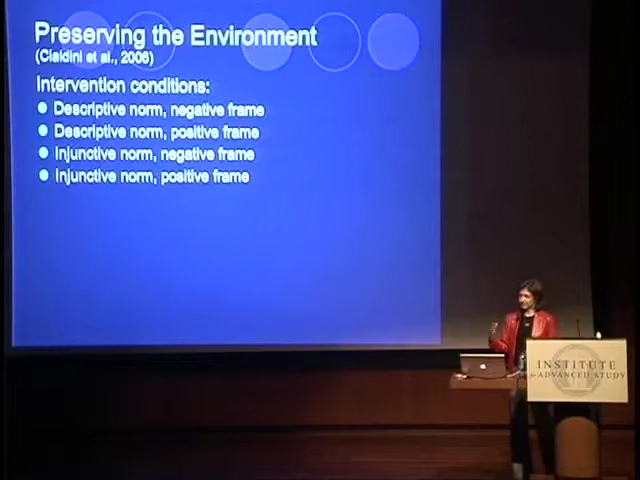 Preserving the Environment
(Cialdini et al., 2006)
Intervention conditions:
Descriptive norm, negative frame
Descriptive norm, positive frame
Injunctive norm, negative frame
Injunctive norm, positive frame
INSTITUTE
for ADVANCED STUDY